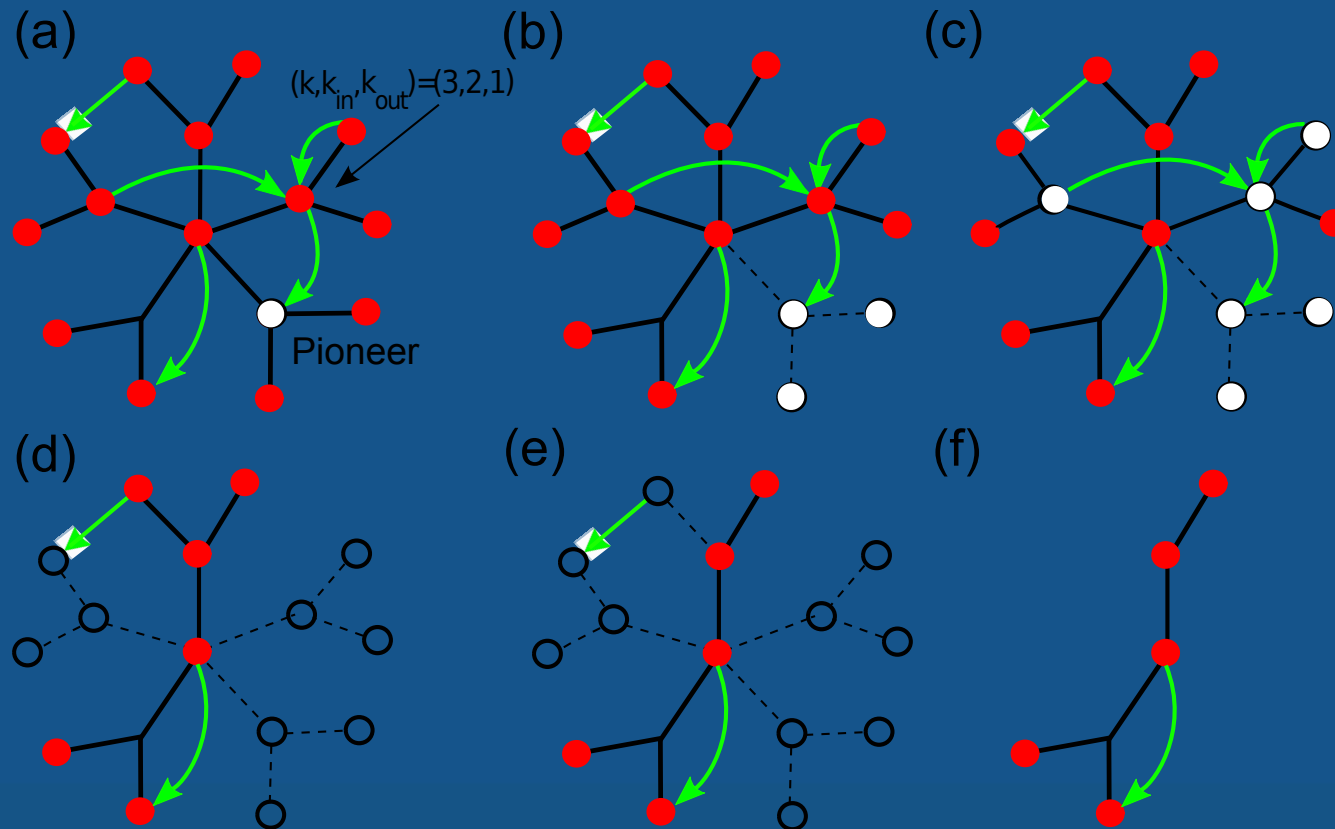 (a)
(b)
(c)
(k,k_in,k_out)=(3,2,1)
Pioneer
(d)
(e)
(f)